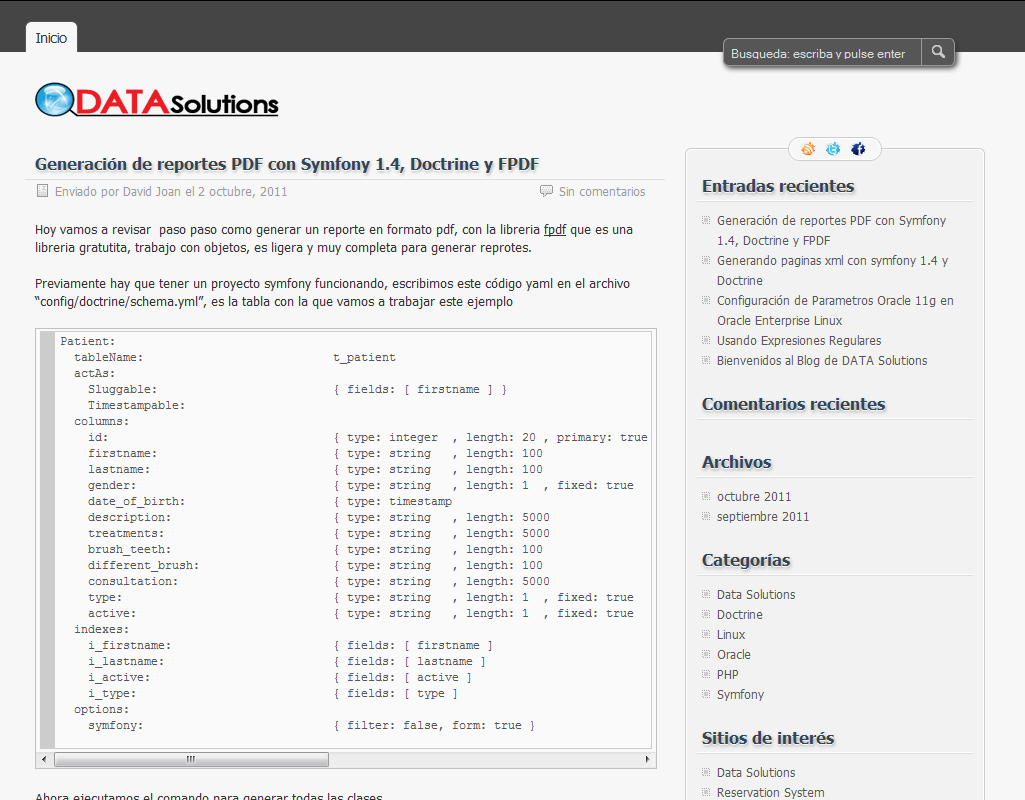 Inicio
Busqueda: escriba y pulse enter
DATA Solutions
Generación de reportes PDF con Symfony 1.4, Doctrine y FPDF
Enviado por David Joan el 2 octubre, 2011
Sin comentarios
Hoy vamos a revisar  paso paso como generar un reporte en formato pdf, con la libreria fpdf que es una
libreria gratutita, trabajo con objetos, es ligera y muy completa para generar reprotes.
Previamente hay que tener un proyecto symfony funcionando, escribimos este código yaml en el archivo
“config/doctrine/schema.yml”, es la tabla con la que vamos a trabajar este ejemplo
Patient:
  tableName:                           t_patient
  actAs:
    Sluggable:                         { fields: [ firstname ] }
    Timestampable:
  columns:
    id:                                { type: integer  , length: 20 , primary: true
    firstname:                         { type: string   , length: 100
    lastname:                          { type: string   , length: 100
    gender:                            { type: string   , length: 1  , fixed: true
    date_of_birth:                     { type: timestamp
    description:                       { type: string   , length: 5000
    treatments:                        { type: string   , length: 5000
    brush_teeth:                       { type: string   , length: 100
    different_brush:                   { type: string   , length: 100
    consultation:                      { type: string   , length: 5000
    type:                              { type: string   , length: 1  , fixed: true
    active:                            { type: string   , length: 1  , fixed: true
  indexes:
    i_firstname:                       { fields: [ firstname ]
    i_lastname:                        { fields: [ lastname ]
    i_active:                          { fields: [ active ]
    i_type:                            { fields: [ type ]
  options:
    symfony:                           { filter: false, form: true }
Ahora ejecutamos el comando para generar todas las clases
Entradas recientes
Generación de reportes PDF con Symfony
1.4, Doctrine y FPDF
Generando paginas xml con symfony 1.4 y
Doctrine
Configuración de Parametros Oracle 11g en
Oracle Enterprise Linux
Usando Expresiones Regulares
Bienvenidos al Blog de DATA Solutions
Comentarios recientes
Archivos
octubre 2011
septiembre 2011
Categorías
Data Solutions
Doctrine
Linux
Oracle
PHP
Symfony
Sitios de interés
Data Solutions
Reservation System